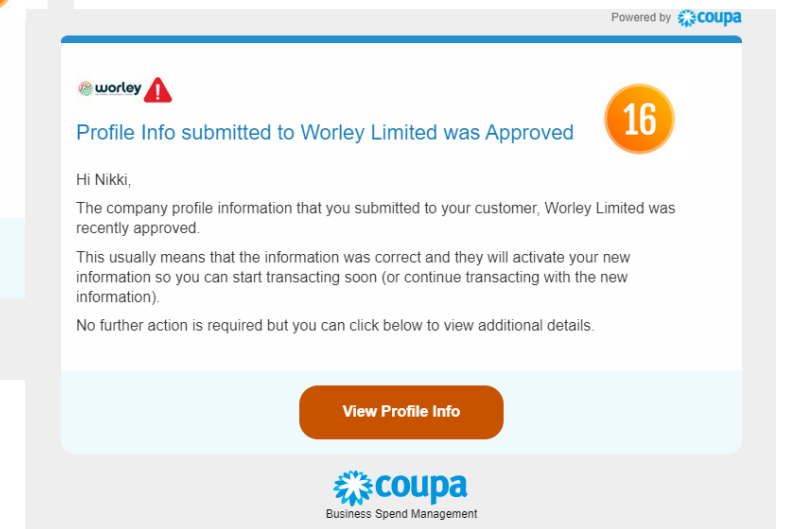 Powered by coupa
worley
Profile Info submitted to Worley Limited was Approved
16
Hi Nikki,
The company profile information that you submitted to your customer, Worley Limited was
recently approved.
This usually means that the information was correct and they will activate your new
information so you can start transacting soon (or continue transacting with the new
information).
No further action is required but you can click below to view additional details.
View Profile Info
coupa
Business Spend Management